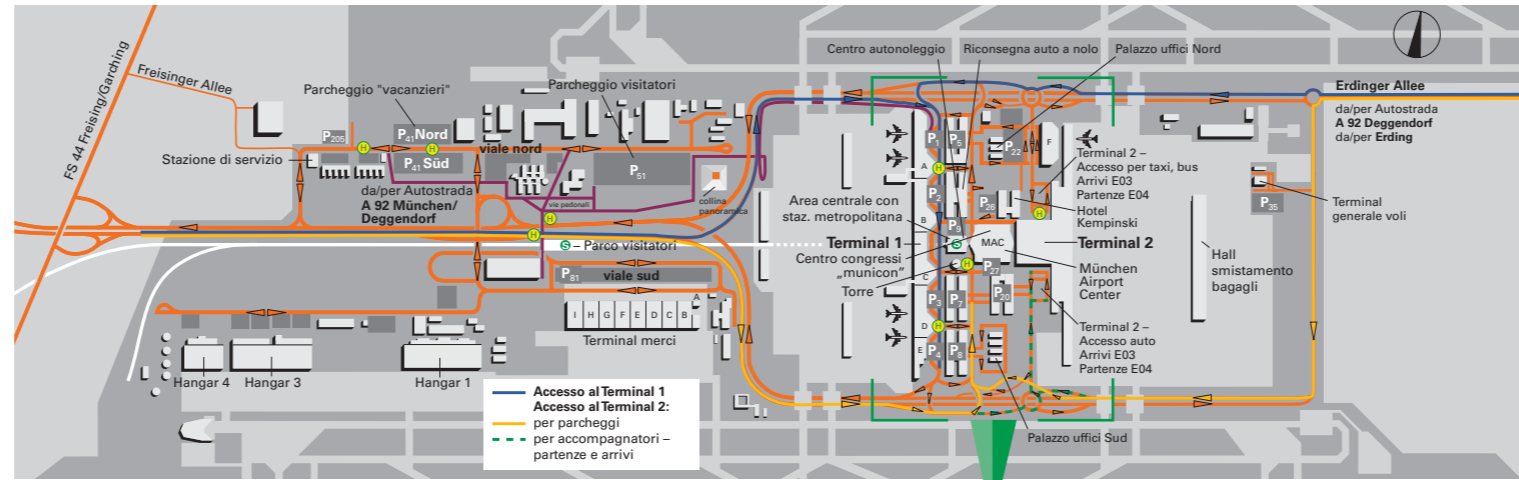 FS 44 Freising/Garching
Freisinger Allee
Parcheggio "vacanzieri"
Parcheggio visitatori
P205
P41 Nord
P41 Süd
viale nord
P51
Stazione di servizio
da/per Autostrada
A 92 München/
Deggendorf
vie pedonali
collina
panoramica
H
H
H
H
S – Parco visitatori
P81
viale sud
I H G F E D C B
A
Terminal merci
Hangar 4
Hangar 3
Hangar 1
Accesso al Terminal 1
Accesso al Terminal 2:
per parcheggi
per accompagnatori –
partenze e arrivi
Centro autonoleggio
Riconsegna auto a nolo
Palazzo uffici Nord
P1
P5
P22
F
A
H
P2
P26
B
P9
Area centrale con
staz. metropolitana
Terminal 1
S
MAC
Centro congressi
„municon"
Torre
H
P27
C
P3
P7
P20
D
H
E
P4
P8
Terminal 2 –
Accesso per taxi, bus
Arrivi E03
Partenze E04
H
Hotel
Kempinski
Terminal 2
München
Airport
Center
Terminal 2 –
Accesso auto
Arrivi E03
Partenze E04
Palazzo uffici Sud
Erdinger Allee
da/per Autostrada
A 92 Deggendorf
da/per Erding
P35
Terminal
generale voli
Hall
smistamento
bagagli